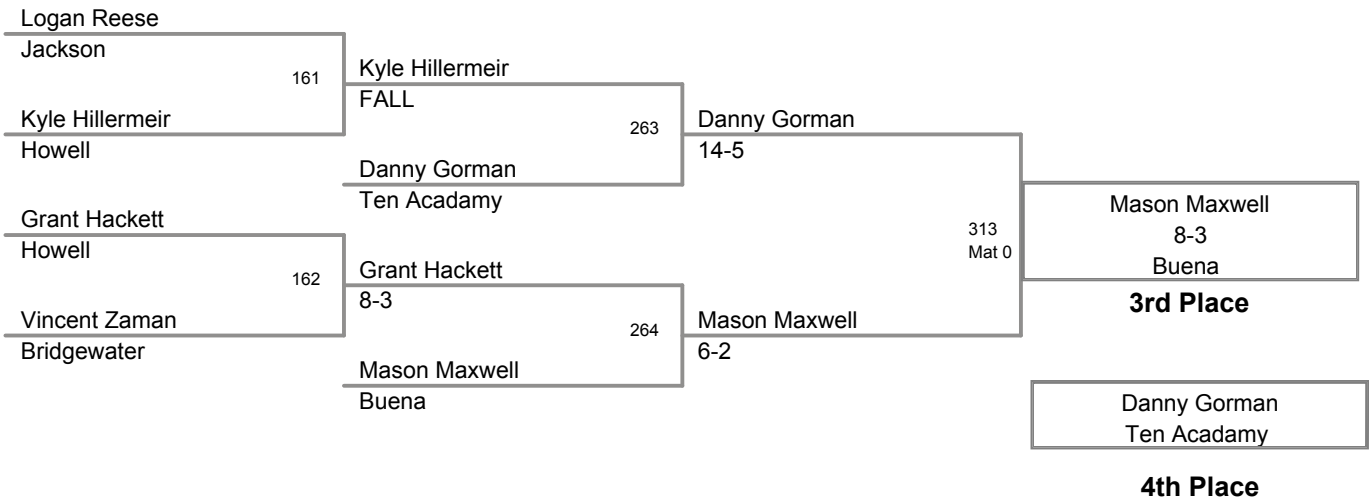 Logan Reese
Jackson
161
Kyle Hillermeir
FALL
Kyle Hillermeir
Howell
263
Danny Gorman
14-5
Danny Gorman
Ten Acadamy
Grant Hackett
Howell
162
Grant Hackett
8-3
Vincent Zaman
Bridgewater
264
Mason Maxwell
6-2
Mason Maxwell
Buena
313
Mat 0
Mason Maxwell
8-3
Buena
3rd Place
Danny Gorman
Ten Acadamy
4th Place